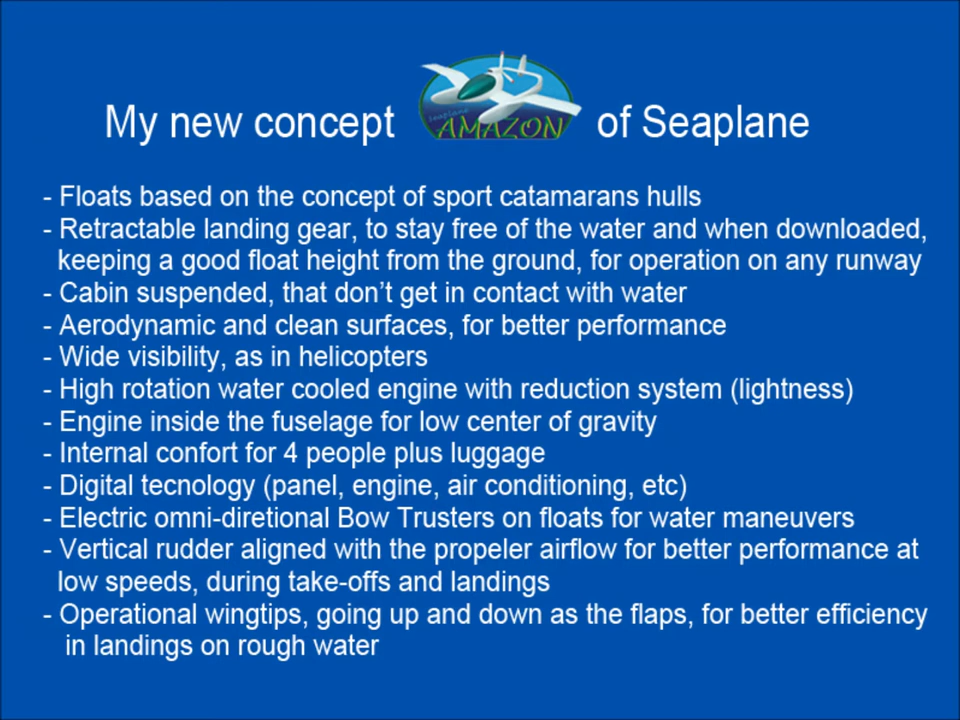 My new concept Seaplane AMAZON of Seaplane
- Floats based on the concept of sport catamarans hulls
- Retractable landing gear, to stay free of the water and when downloaded,
keeping a good float height from the ground, for operation on any runway
- Cabin suspended, that don't get in contact with water
- Aerodynamic and clean surfaces, for better performance
- Wide visibility, as in helicopters
- High rotation water cooled engine with reduction system (lightness)
- Engine inside the fuselage for low center of gravity
- Internal confort for 4 people plus luggage
- Digital tecnology (panel, engine, air conditioning, etc)
- Electric omni-diretional Bow Trusters on floats for water maneuvers
- Vertical rudder aligned with the propeler airflow for better performance at
low speeds, during take-offs and landings
- Operational wingtips, going up and down as the flaps, for better efficiency
in landings on rough water